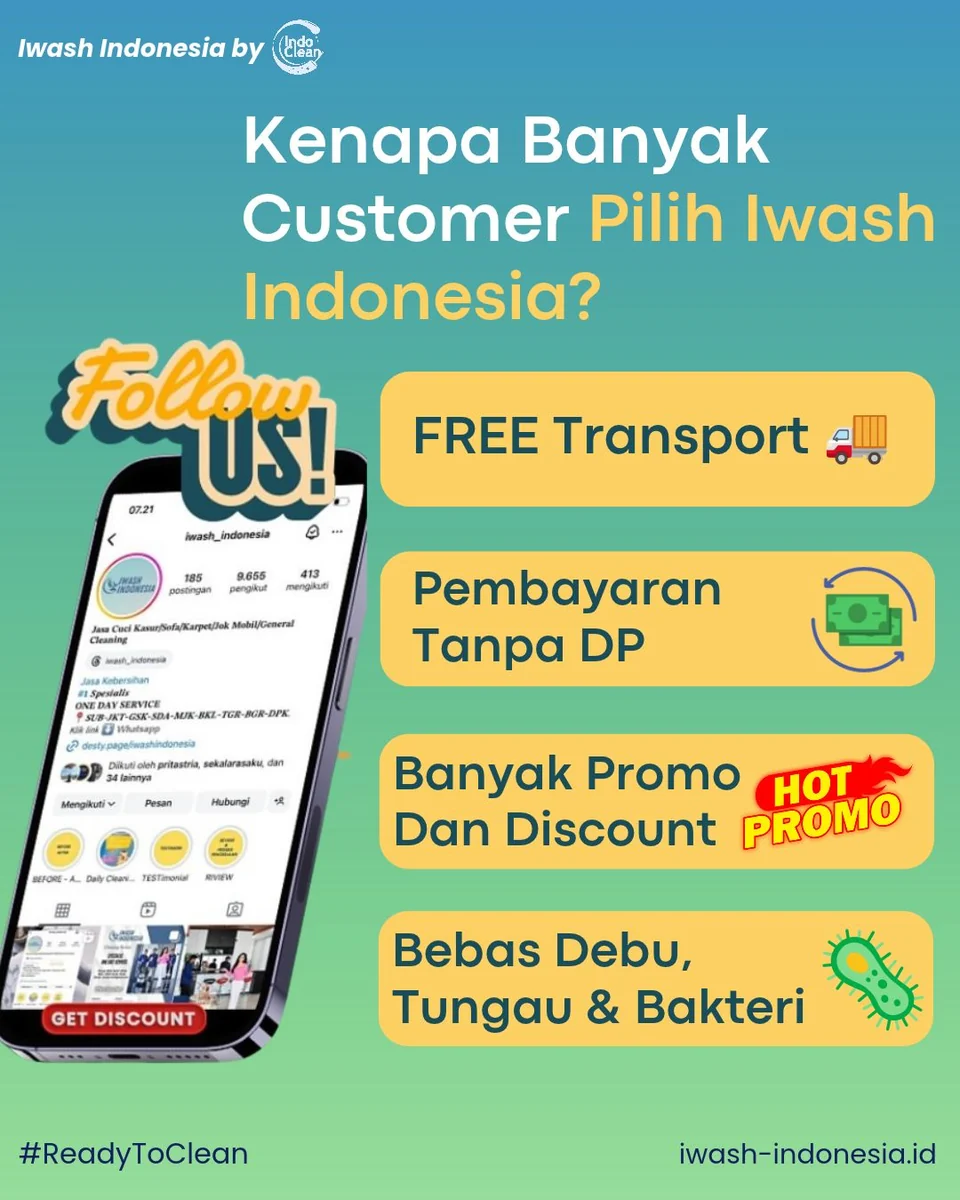 Iwash Indonesia by
Indo
Clean
Kenapa Banyak
Customer Pilih Iwash
Indonesia?
Follow
US!
07.21
iwash_indonesia
185
9.655
413
postingan
pengikut
mengikuti
IWASH
INDONESIA
Jasa Cuci Kasur/Sofa/Karpet/Jok Mobil/General
Cleaning
iwash_indonesia
Jasa Kebersihan
#1 Spesialis
ONE DAY SERVICE
📍 SUB-JKT-GSK-SDA-MJK-BKL-TGR-BGR-DPK.
Klik link ⬇️ Whatsapp
desty.page/iwashindonesia
Diikuti oleh pritastria, sekalarasaku, dan
34 lainnya
Mengikuti
Pesan
Hubungi
BEFORE - A...
Daily Cleani...
TESTimonial
RIVIEW
GET DISCOUNT
FREE Transport
Pembayaran
Tanpa DP
Banyak Promo
Dan Discount
HOT
PROMO
Bebas Debu,
Tungau & Bakteri
#ReadyToClean
iwash-indonesia.id